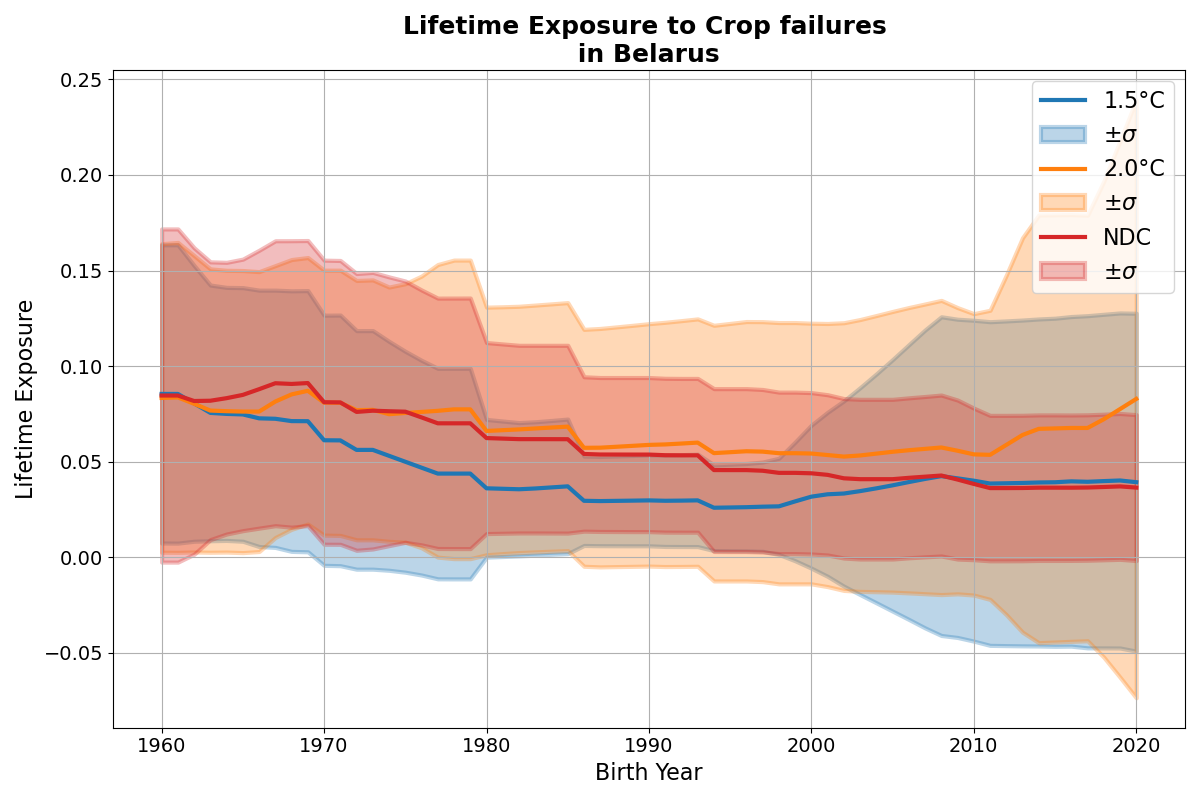 Lifetime Exposure to Crop failures
in Belarus
0.25
0.20
0.15
0.10
0.05
0.00
−0.05
Lifetime Exposure
1.5°C
±σ
2.0°C
±σ
NDC
±σ
1960 1970 1980 1990 2000 2010 2020
Birth Year